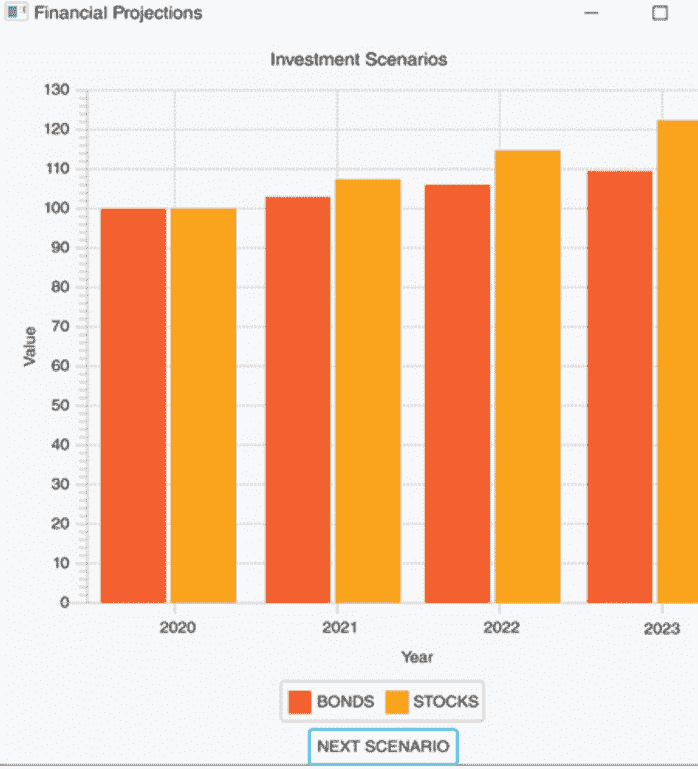 Financial Projections
Investment Scenarios
130
120
110
100
90
80
70
60
50
40
30
20
10
0
Value
2020 2021 2022 2023
Year
BONDS STOCKS
NEXT SCENARIO